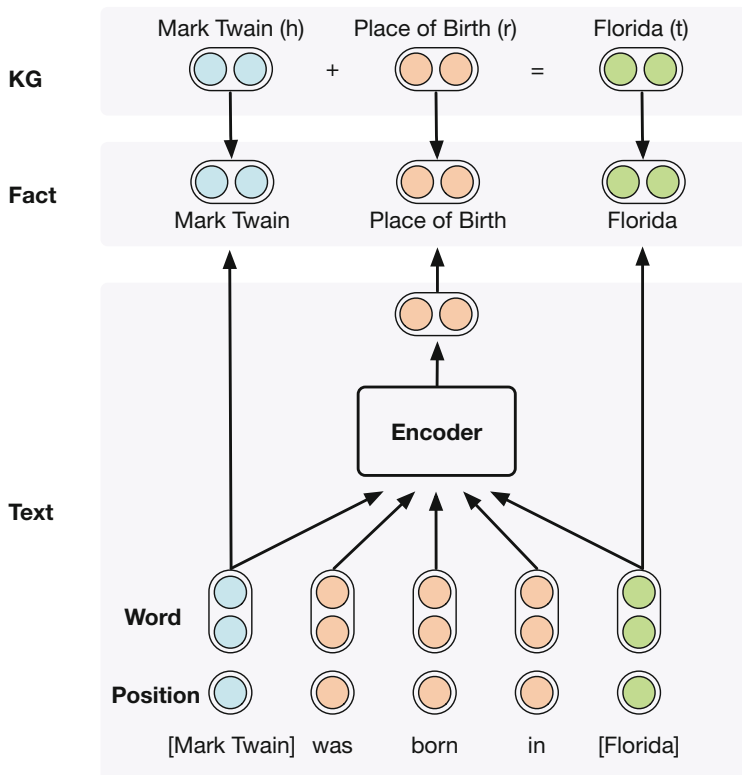 Mark Twain (h) Place of Birth (r) Florida (t)
KG
+ =
Fact
Mark Twain Place of Birth Florida
Encoder
Text
Word
Position
[Mark Twain] was born in [Florida]